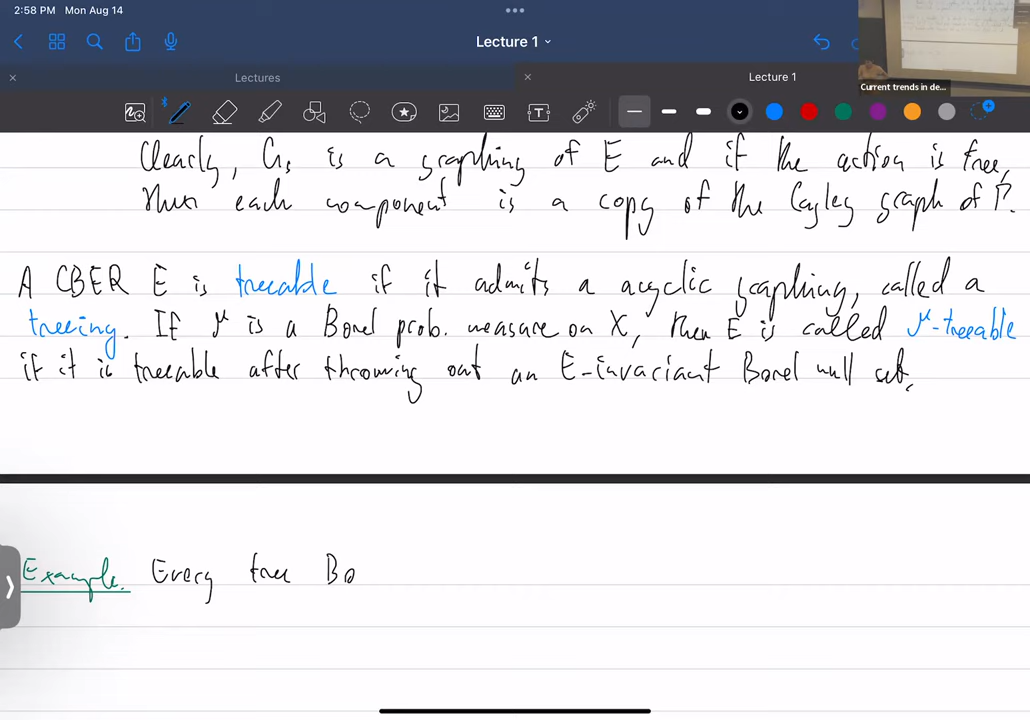 2:58 PM Mon Aug 14
Lecture 1
Lectures
Lecture 1
Current trends in de...
Clearly, Gs is a graphing of E and if the action is free,
then each component is a copy of the Cayley graph of Γ.
A CBER E is treeable if it admits a acyclic graphing, called a
treeing. If μ is a Borel prob. measure on X, then E is called μ-treeable
if it is treeable after throwing out an E-invariant Borel null set.
Example. Every free Bo